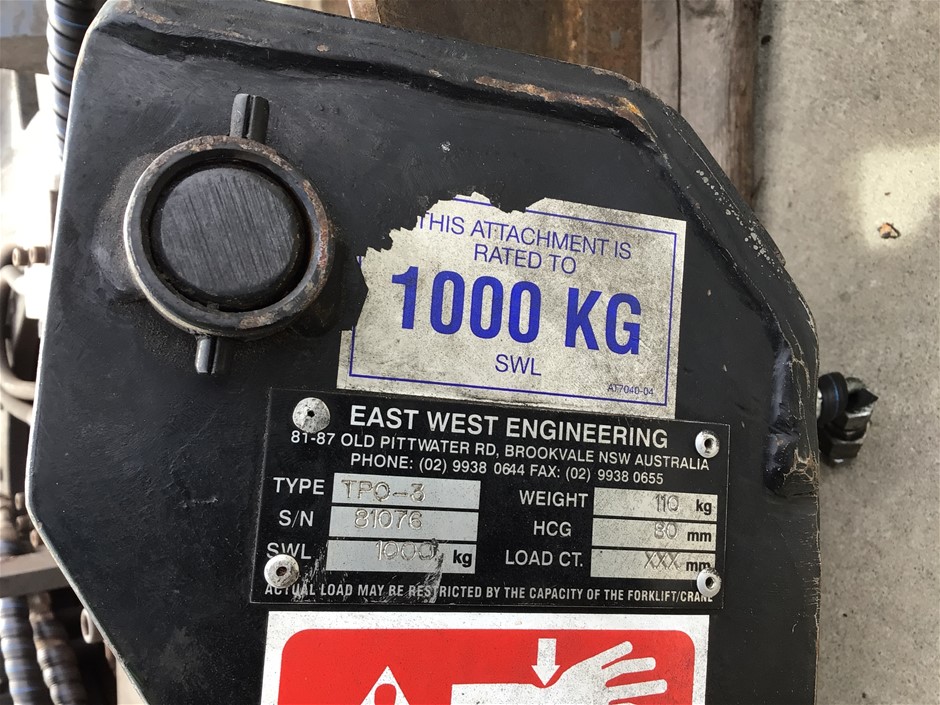 THIS ATTACHMENT IS
RATED TO
1000 KG
SWL
A17040-04
EAST WEST ENGINEERING
81-87 OLD PITTWATER RD, BROOKVALE NSW AUSTRALIA
PHONE: (02) 9938 0644 FAX: (02) 9938 0655
TYPE TPO-3
S/N 81076
SWL 1000 kg
WEIGHT 110 kg
HCG 80 mm
LOAD CT. XXX mm
ACTUAL LOAD MAY BE RESTRICTED BY THE CAPACITY OF THE FORKLIFT/CRANE